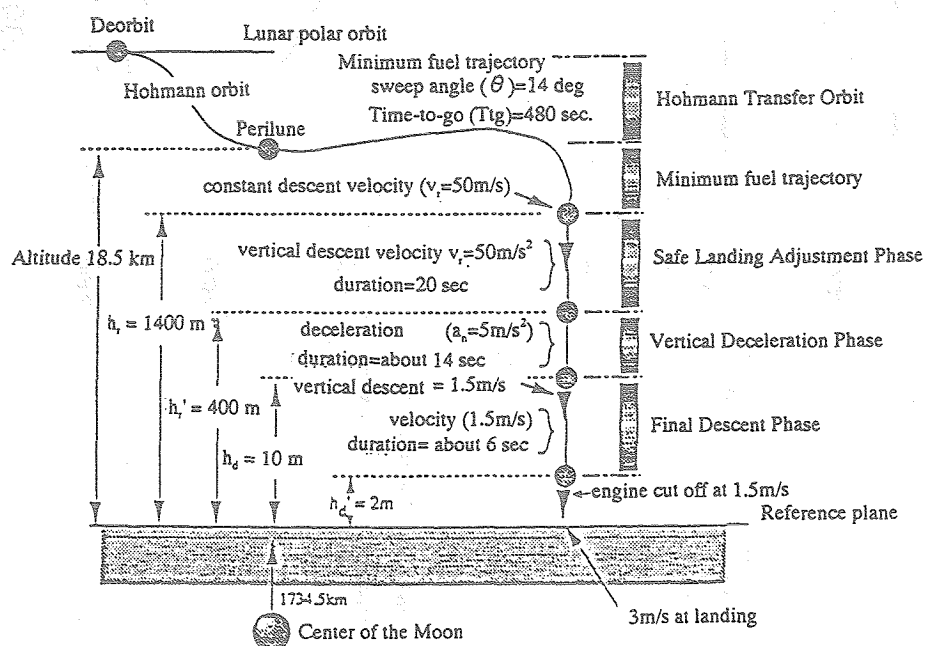 Deorbit
Lunar polar orbit
Minimum fuel trajectory
sweep angle (θ)=14 deg
Time-to-go (Ttg)=480 sec.
Hohmann orbit
Hohmann Transfer Orbit
Perilune
constant descent velocity (vᵣ=50m/s)
Minimum fuel trajectory
Altitude 18.5 km
vertical descent velocity vᵣ=50m/s²
duration=20 sec
Safe Landing Adjustment Phase
hᵣ = 1400 m
deceleration (aₙ=5m/s²)
duration=about 14 sec
Vertical Deceleration Phase
vertical descent = 1.5m/s
hᵣ' = 400 m
velocity (1.5m/s)
duration= about 6 sec
Final Descent Phase
h_d = 10 m
h_d' = 2m
engine cut off at 1.5m/s
Reference plane
1734.5km
3m/s at landing
Center of the Moon